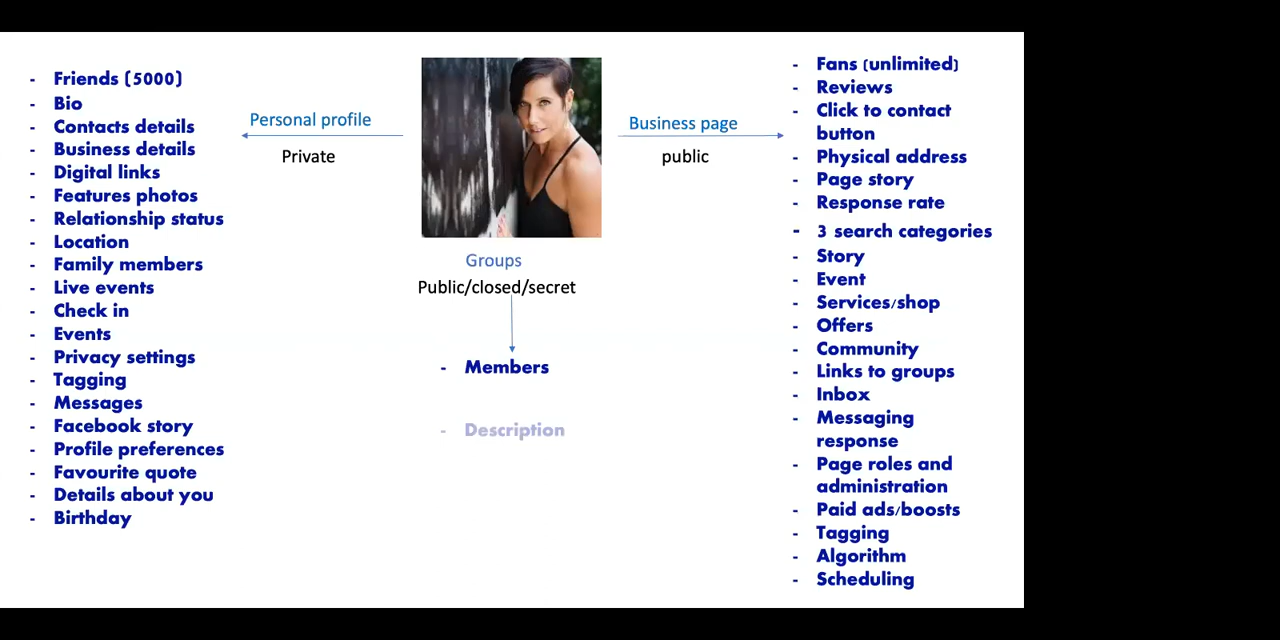 - Friends (5000)
- Bio
- Contacts details
- Business details
- Digital links
- Features photos
- Relationship status
- Location
- Family members
- Live events
- Check in
- Events
- Privacy settings
- Tagging
- Messages
- Facebook story
- Profile preferences
- Favourite quote
- Details about you
- Birthday
Personal profile
Private
Groups
Public/closed/secret
- Members
- Description
Business page
public
- Fans (unlimited)
- Reviews
- Click to contact
button
- Physical address
- Page story
- Response rate
- 3 search categories
- Story
- Event
- Services/shop
- Offers
- Community
- Links to groups
- Inbox
- Messaging
response
- Page roles and
administration
- Paid ads/boosts
- Tagging
- Algorithm
- Scheduling